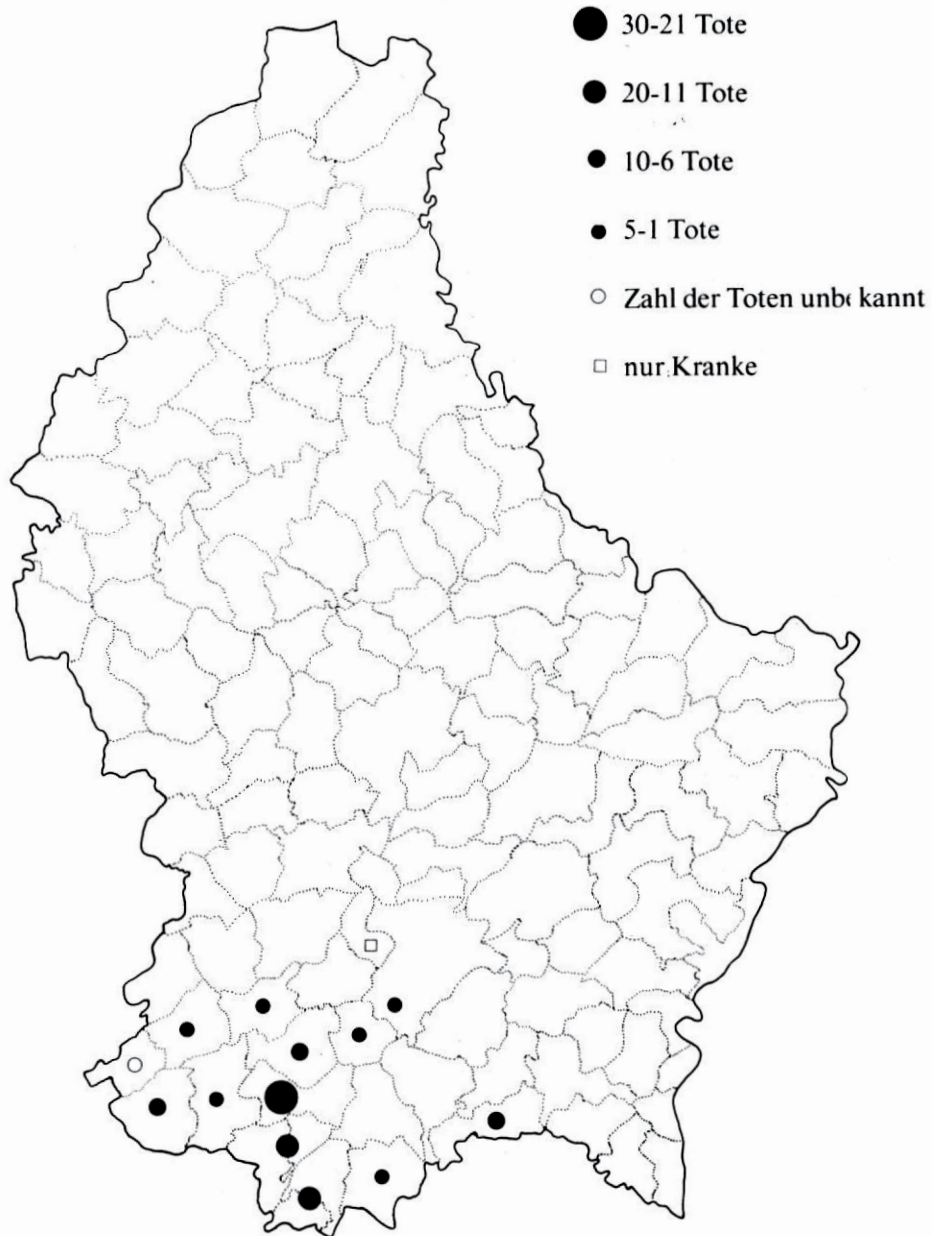 30-21 Tote
20-11 Tote
10-6 Tote
5-1 Tote
Zahl der Toten unbekannt
nur Kranke